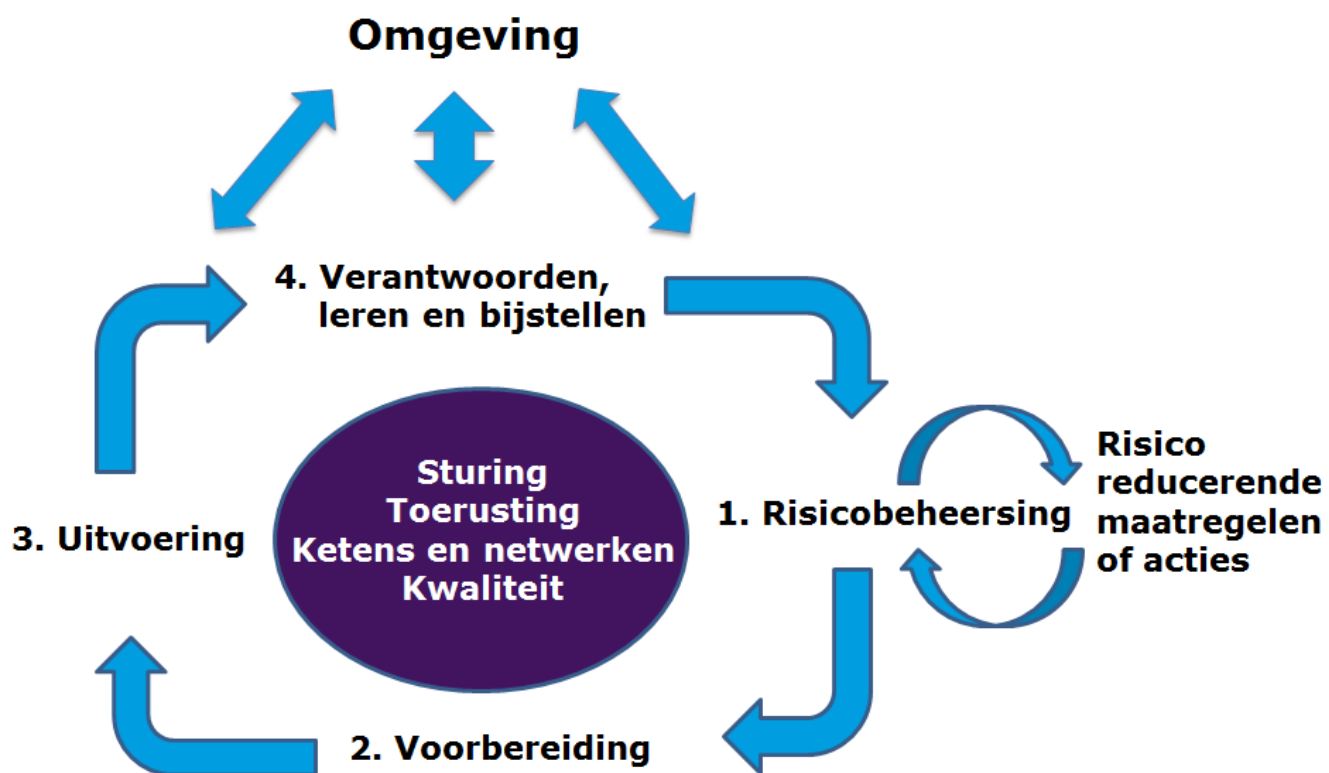 Omgeving
4. Verantwoorden,
leren en bijstellen
Sturing
Toerusting
Ketens en netwerken
Kwaliteit
1. Risicobeheersing
Risico
reducerende
maatregelen
of acties
3. Uitvoering
2. Voorbereiding